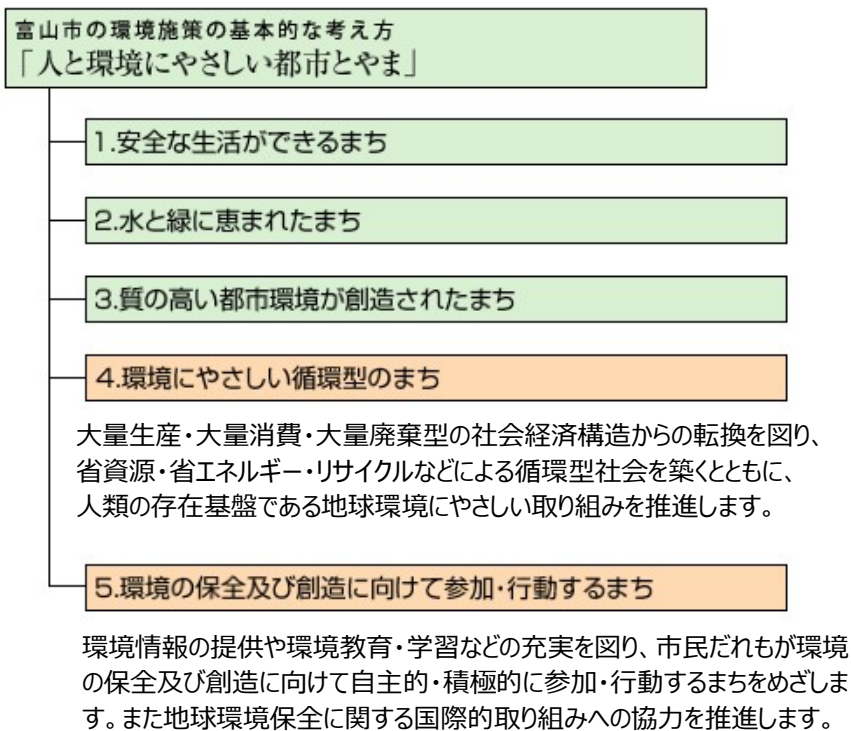 富山市の環境施策の基本的な考え方
「人と環境にやさしい都市とやま」
1.安全な生活ができるまち
2.水と緑に恵まれたまち
3.質の高い都市環境が創造されたまち
4.環境にやさしい循環型のまち
大量生産・大量消費・大量廃棄型の社会経済構造からの転換を図り、
省資源・省エネルギー・リサイクルなどによる循環型社会を築くとともに、
人類の存在基盤である地球環境にやさしい取り組みを推進します。
5.環境の保全及び創造に向けて参加・行動するまち
環境情報の提供や環境教育・学習などの充実を図り、市民だれもが環境
の保全及び創造に向けて自主的・積極的に参加・行動するまちをめざしま
す。また地球環境保全に関する国際的取り組みへの協力を推進します。